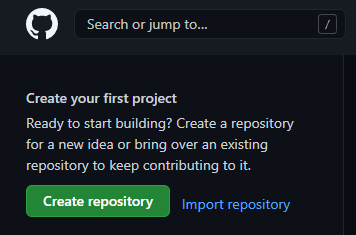 Search or jump to...
/
Create your first project
Ready to start building? Create a repository
for a new idea or bring over an existing
repository to keep contributing to it.
Create repository
Import repository